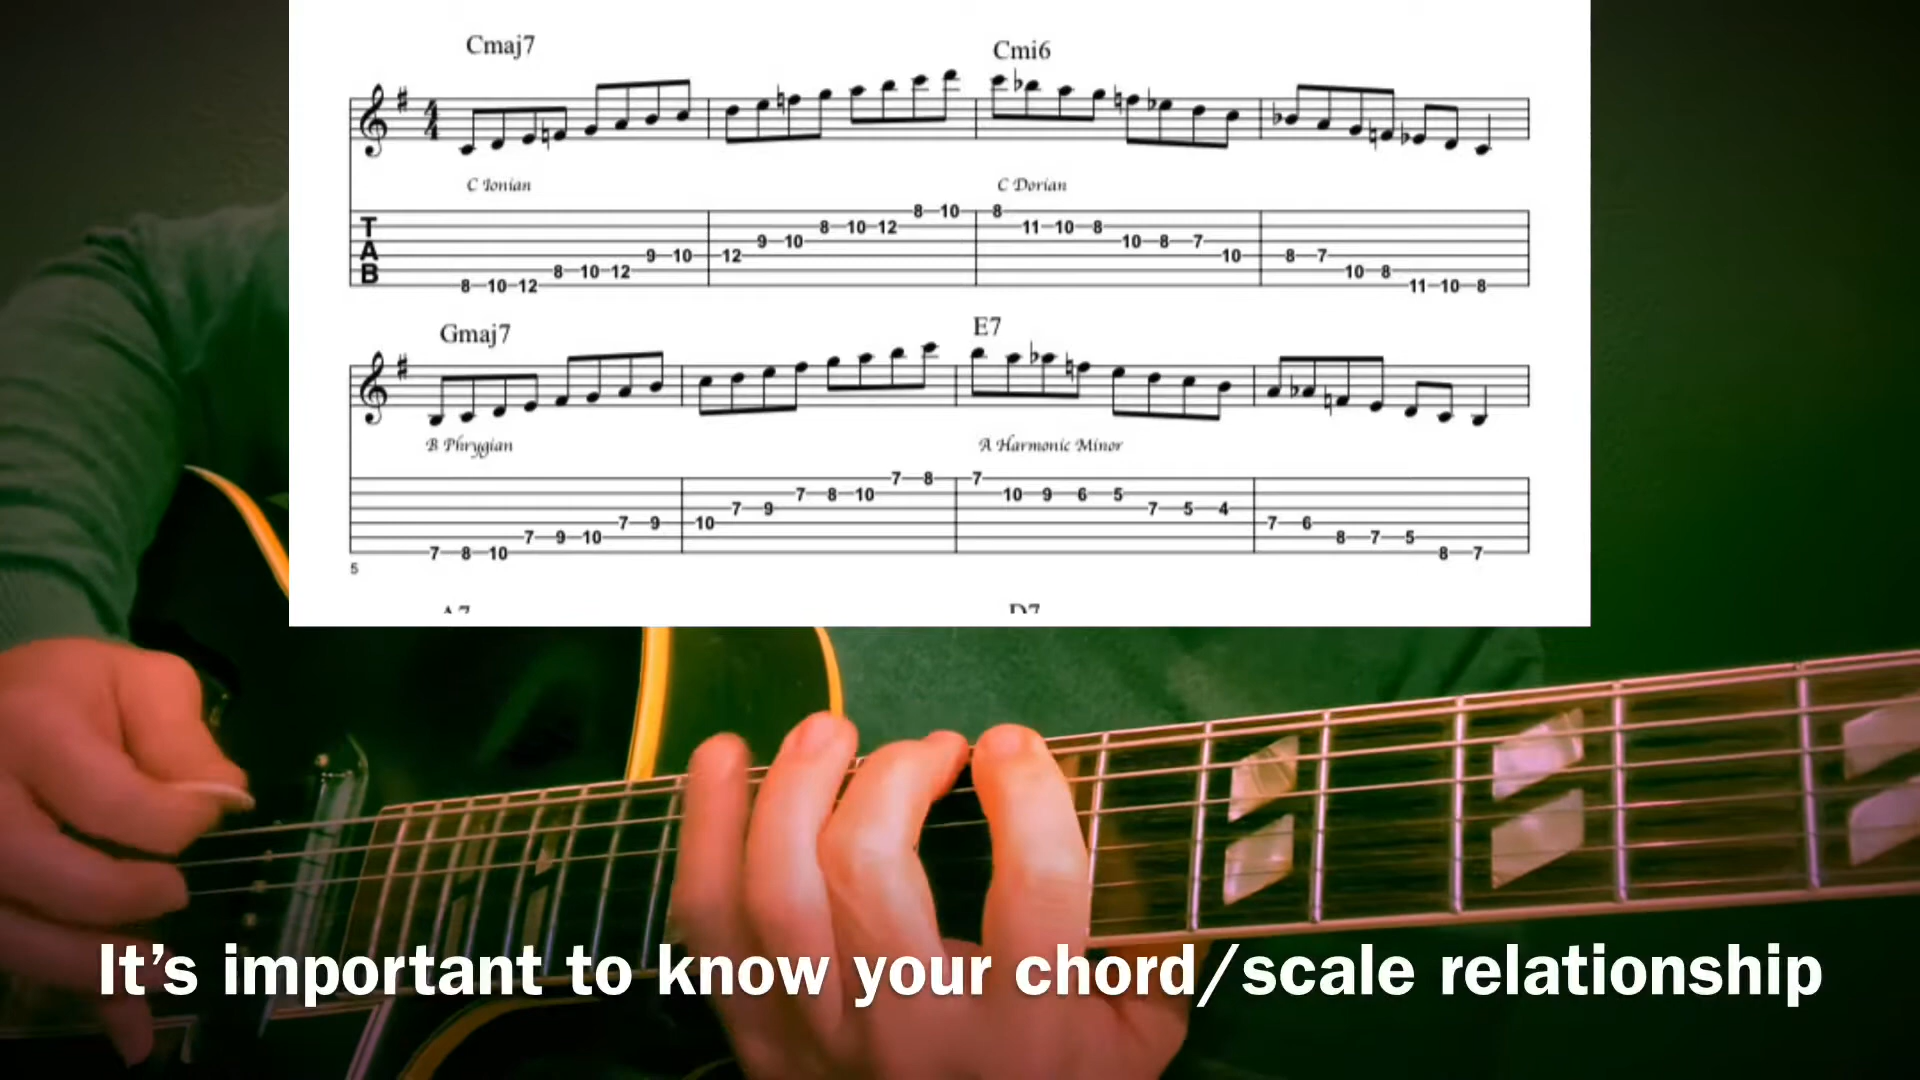 Cmaj7 Cmi6
4
4
C Ionian C Dorian
T
A
B
8 10 12 8 10 12 9 10 12 9 10 8 10 12 8 10 8 11 10 8 10 8 7 10 8 7 10 8 11 10 8
Gmaj7 E7
B Phrygian A Harmonic Minor
7 8 10 7 9 10 7 9 10 7 9 7 8 10 7 8 7 10 9 6 5 7 5 4 7 6 8 7 5 8 7
5
It's important to know your chord/scale relationship